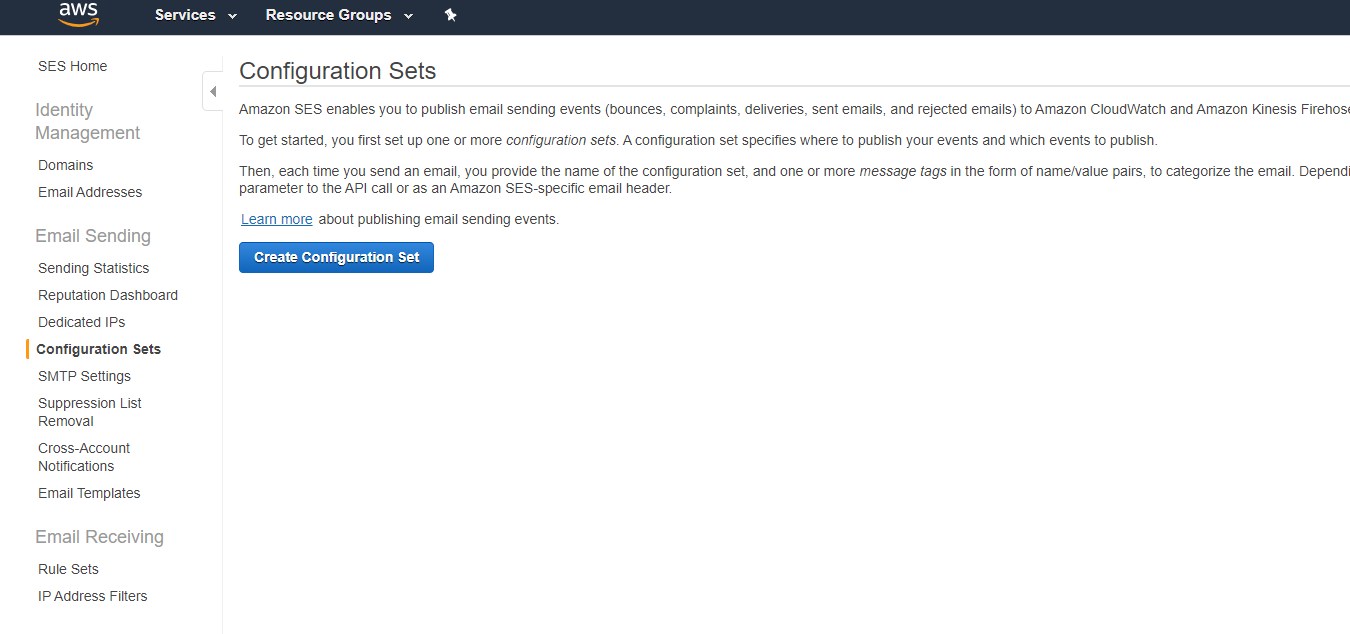 aws
Services
Resource Groups
SES Home
Identity
Management
Domains
Email Addresses
Email Sending
Sending Statistics
Reputation Dashboard
Dedicated IPs
Configuration Sets
SMTP Settings
Suppression List
Removal
Cross-Account
Notifications
Email Templates
Email Receiving
Rule Sets
IP Address Filters
Configuration Sets
Amazon SES enables you to publish email sending events (bounces, complaints, deliveries, sent emails, and rejected emails) to Amazon CloudWatch and Amazon Kinesis Firehose
To get started, you first set up one or more configuration sets. A configuration set specifies where to publish your events and which events to publish.
Then, each time you send an email, you provide the name of the configuration set, and one or more message tags in the form of name/value pairs, to categorize the email. Dependi
parameter to the API call or as an Amazon SES-specific email header.
Learn more about publishing email sending events.
Create Configuration Set